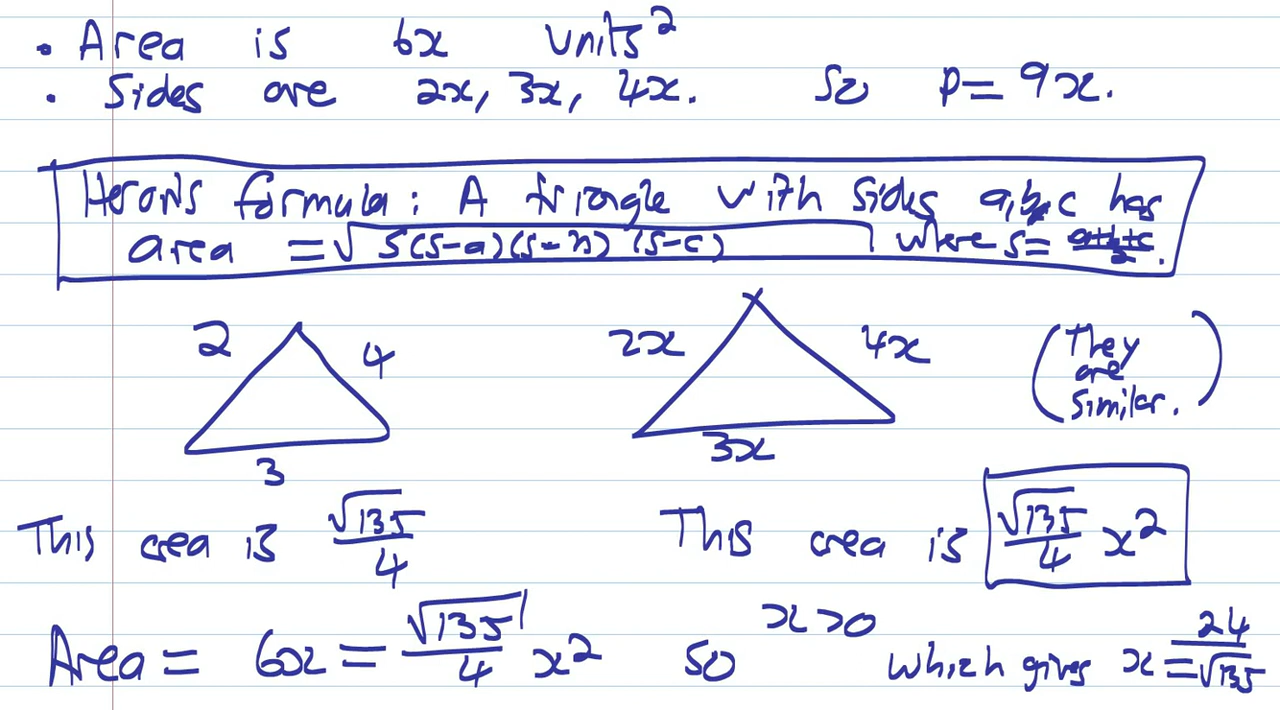 • Area is 6x units²
• Sides are 2x, 3x, 4x. So p = 9x.
Heron's formula: A triangle with sides a,b,c has
area = √s(s-a)(s-b)(s-c) where s = (a+b+c)/2.
2 4 2x 4x (They are similar.)
3 3x
This area is √135/4 This area is √135/4 x²
Area = 6x = √135/4 x² so x>0 which gives x = 24/√135